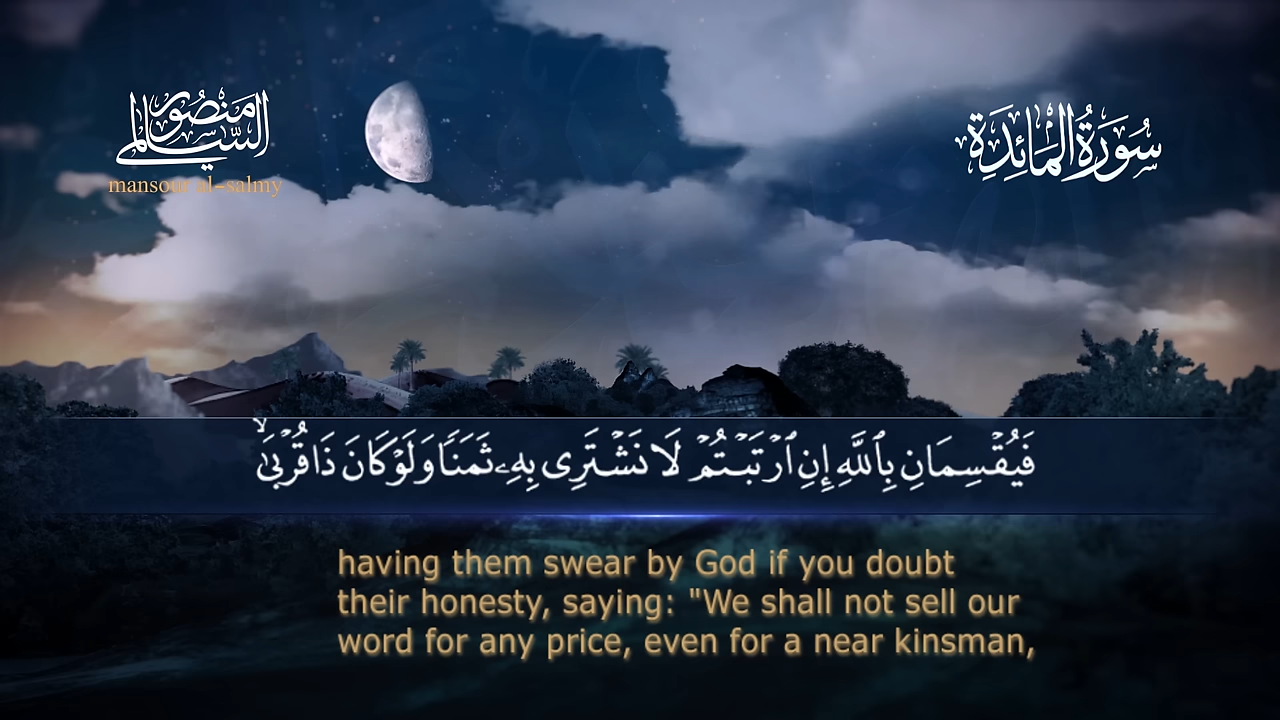 منصور السالمي
mansour al-salmy
سُورَةُ المَائِدَةِ
فَيُقْسِمَانِ بِٱللَّهِ إِنِ ٱرْتَبْتُمْ لَا نَشْتَرِى بِهِۦ ثَمَنًا وَلَوْ كَانَ ذَا قُرْبَىٰ ۙ
having them swear by God if you doubt
their honesty, saying: "We shall not sell our
word for any price, even for a near kinsman,